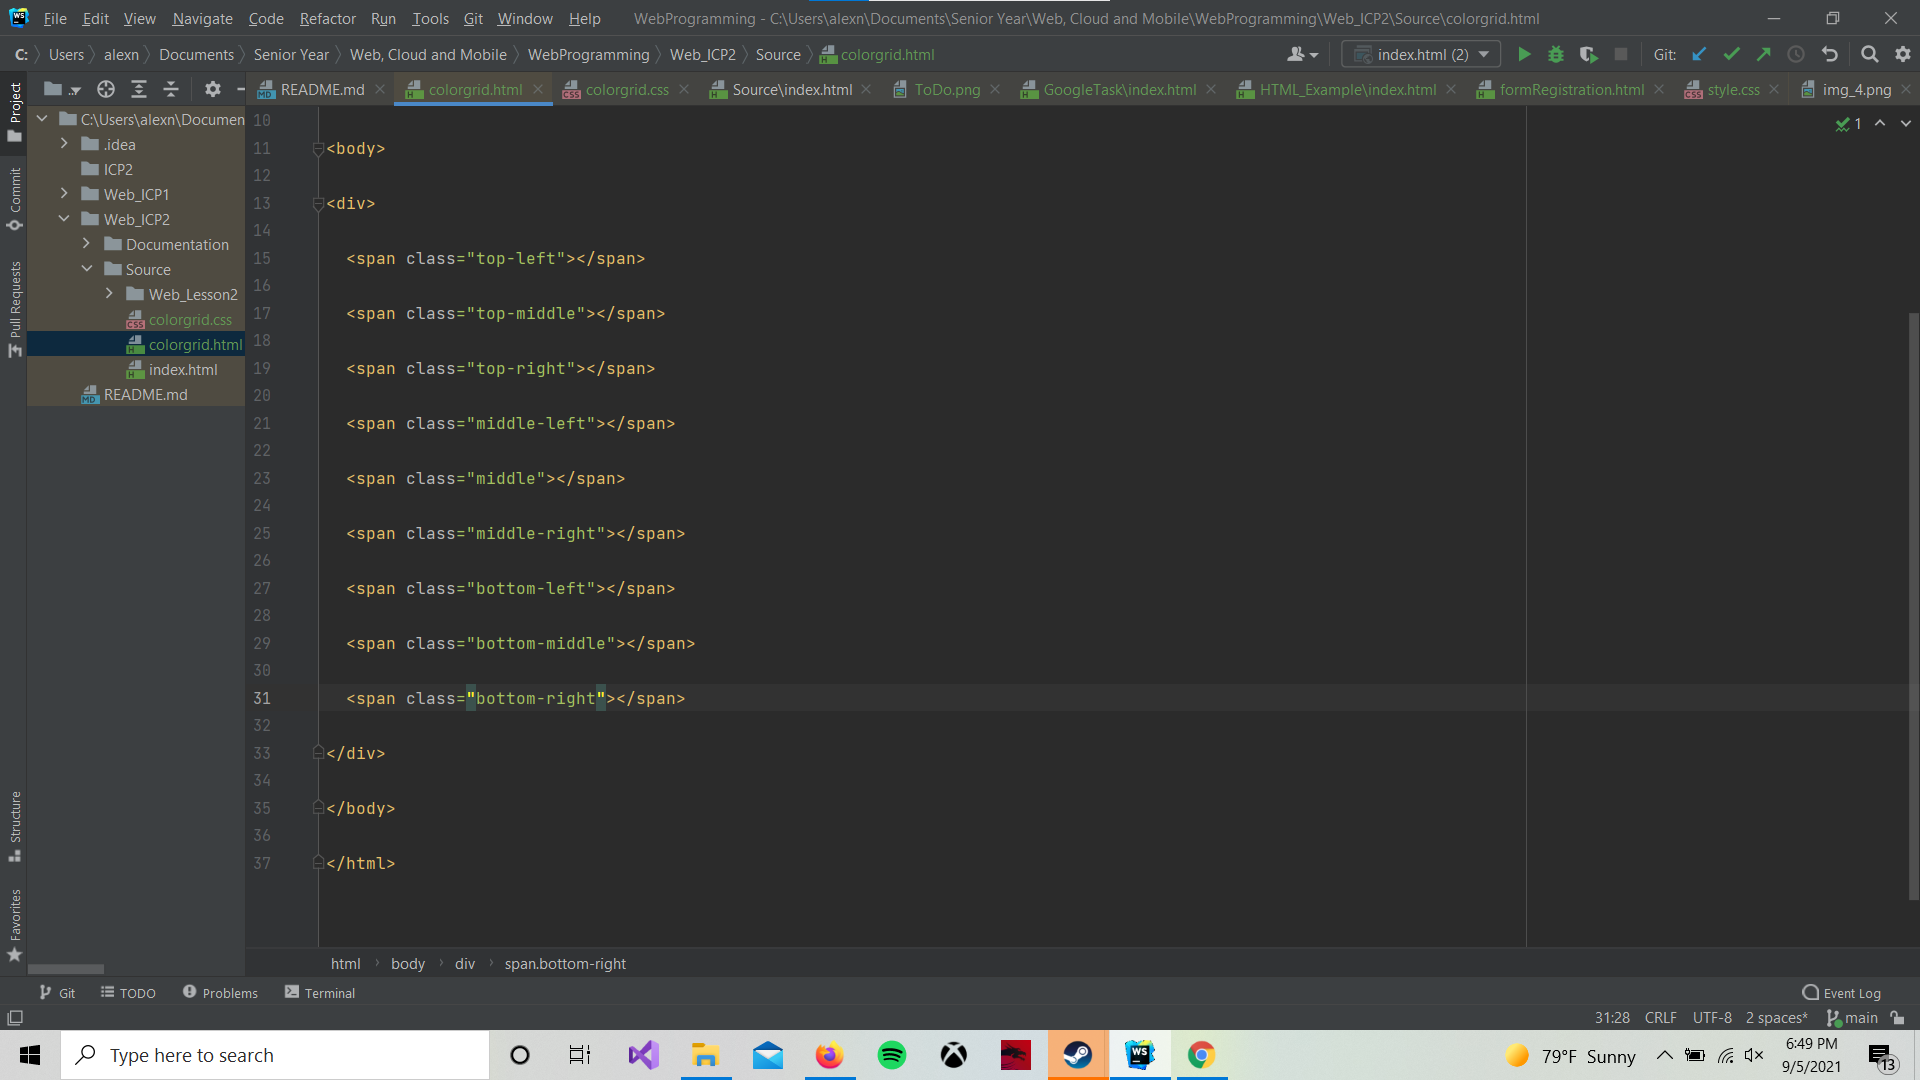 File Edit View Navigate Code Refactor Run Tools Git Window Help WebProgramming - C:\Users\alexn\Documents\Senior Year\Web, Cloud and Mobile\WebProgramming\Web_ICP2\Source\colorgrid.html
C: Users alexn Documents Senior Year Web, Cloud and Mobile WebProgramming Web_ICP2 Source colorgrid.html index.html (2) Git:
README.md colorgrid.html colorgrid.css Source\index.html ToDo.png GoogleTask\index.html HTML_Example\index.html formRegistration.html style.css img_4.png
Project
Commit
Pull Requests
Structure
Favorites
C:\Users\alexn\Documen
.idea
ICP2
Web_ICP1
Web_ICP2
Documentation
Source
Web_Lesson2
colorgrid.css
colorgrid.html
index.html
README.md
1
10
11 <body>
12
13 <div>
14
15 <span class="top-left"></span>
16
17 <span class="top-middle"></span>
18
19 <span class="top-right"></span>
20
21 <span class="middle-left"></span>
22
23 <span class="middle"></span>
24
25 <span class="middle-right"></span>
26
27 <span class="bottom-left"></span>
28
29 <span class="bottom-middle"></span>
30
31 <span class="bottom-right"></span>
32
33 </div>
34
35 </body>
36
37 </html>
html body div span.bottom-right
Git TODO Problems Terminal Event Log
31:28 CRLF UTF-8 2 spaces* main
Type here to search
79°F Sunny
6:49 PM
9/5/2021
13